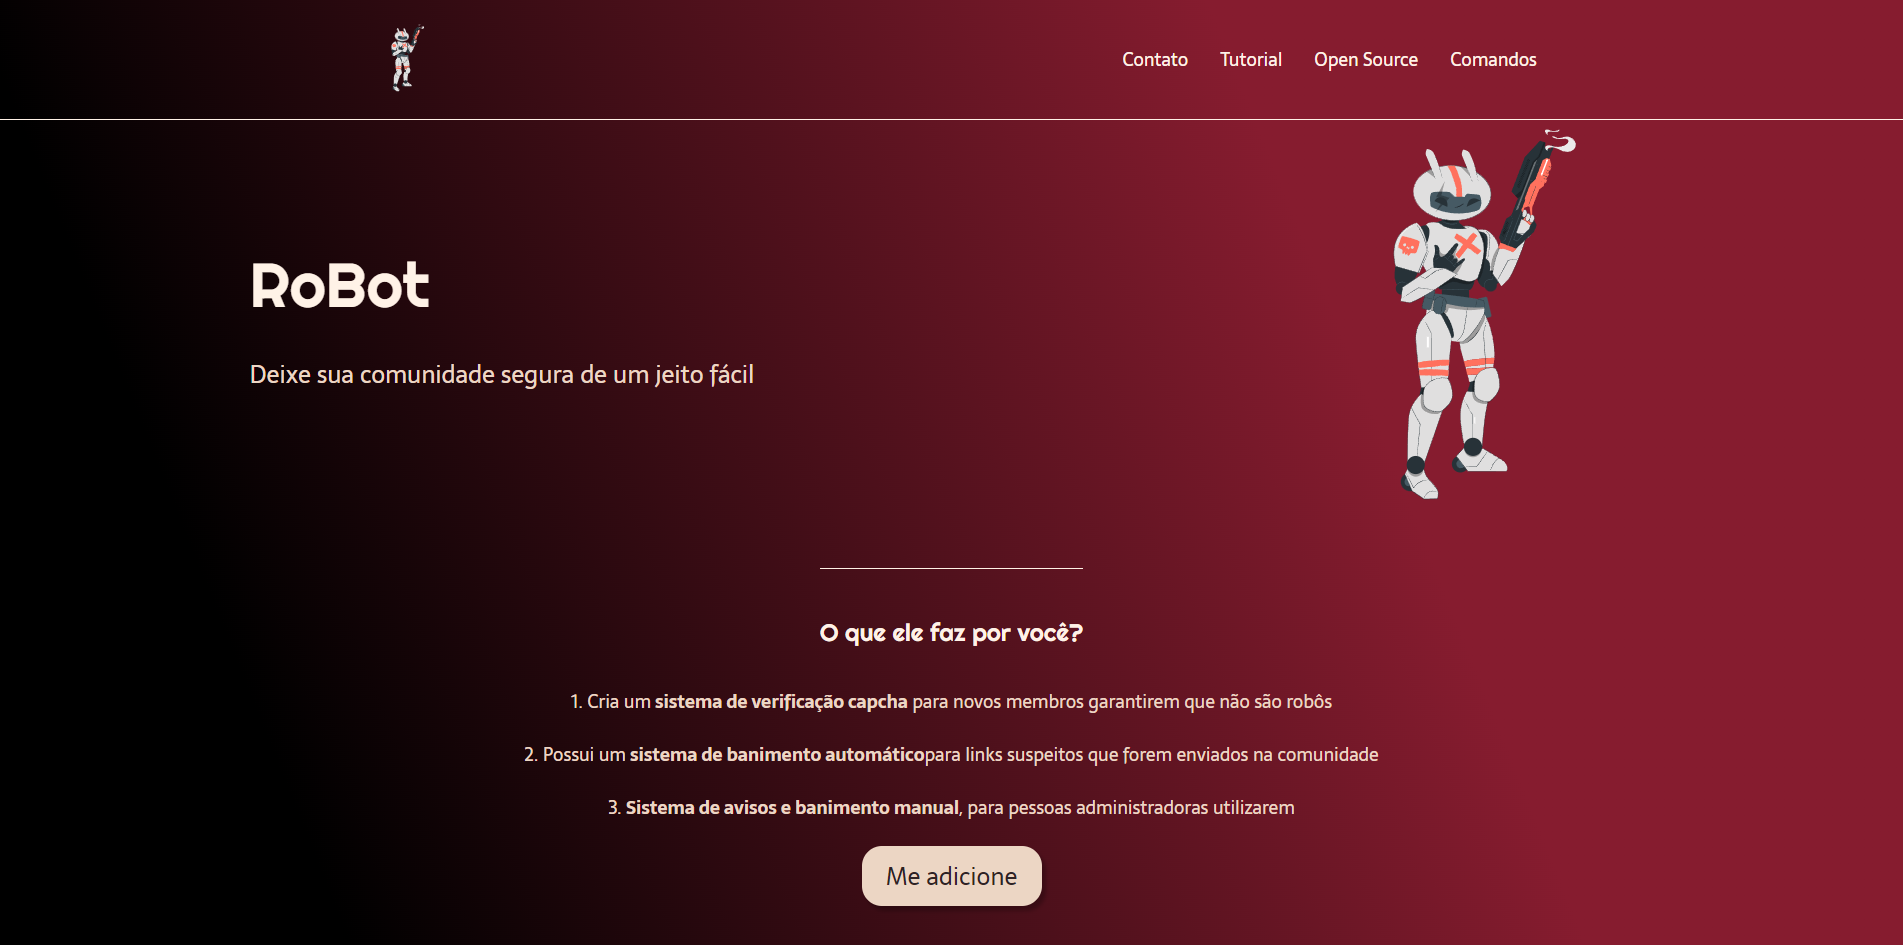 Contato Tutorial Open Source Comandos
RoBot
Deixe sua comunidade segura de um jeito fácil
O que ele faz por você?
1. Cria um sistema de verificação capcha para novos membros garantirem que não são robôs
2. Possui um sistema de banimento automáticopara links suspeitos que forem enviados na comunidade
3. Sistema de avisos e banimento manual, para pessoas administradoras utilizarem
Me adicione